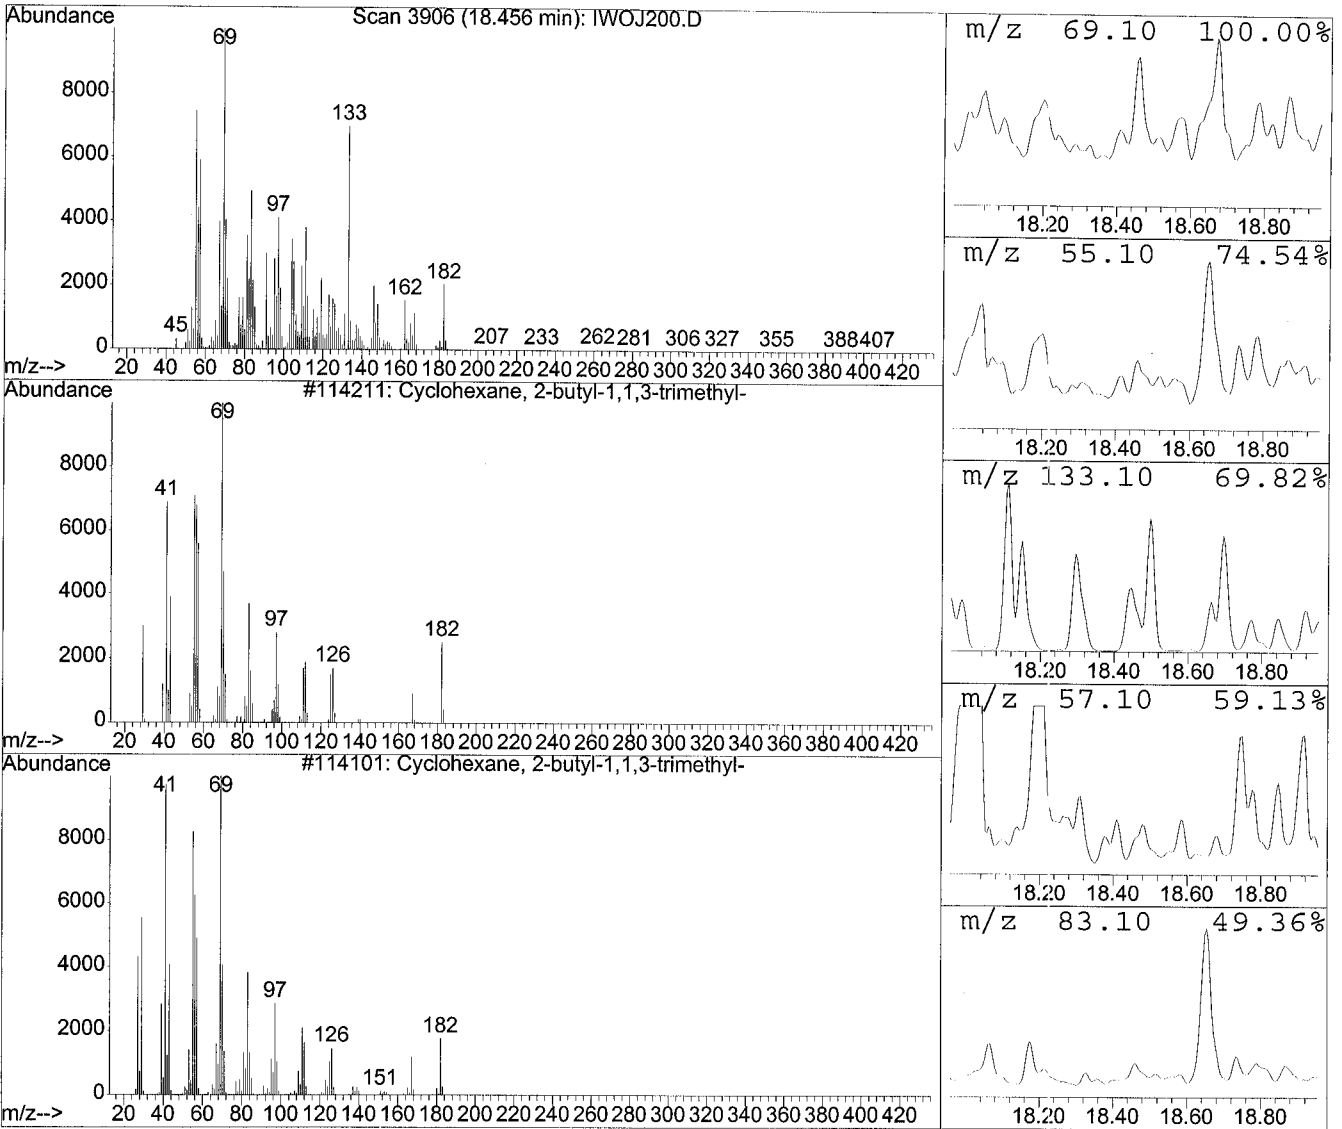 Abundance
Scan 3906 (18.456 min): IWOJ200.D
69
8000
133
6000
97
4000
2000
182
162
45
207 233 262 281 306 327 355 388 407
0
m/z--> 20 40 60 80 100 120 140 160 180 200 220 240 260 280 300 320 340 360 380 400 420
Abundance
#114211: Cyclohexane, 2-butyl-1,1,3-trimethyl-
69
8000
41
6000
4000
97
182
2000
126
0
m/z--> 20 40 60 80 100 120 140 160 180 200 220 240 260 280 300 320 340 360 380 400 420
Abundance
#114101: Cyclohexane, 2-butyl-1,1,3-trimethyl-
41 69
8000
6000
4000
97
2000
126
182
151
0
m/z--> 20 40 60 80 100 120 140 160 180 200 220 240 260 280 300 320 340 360 380 400 420
m/z 69.10 100.00%
18.20 18.40 18.60 18.80
m/z 55.10 74.54%
18.20 18.40 18.60 18.80
m/z 133.10 69.82%
18.20 18.40 18.60 18.80
m/z 57.10 59.13%
18.20 18.40 18.60 18.80
m/z 83.10 49.36%
18.20 18.40 18.60 18.80